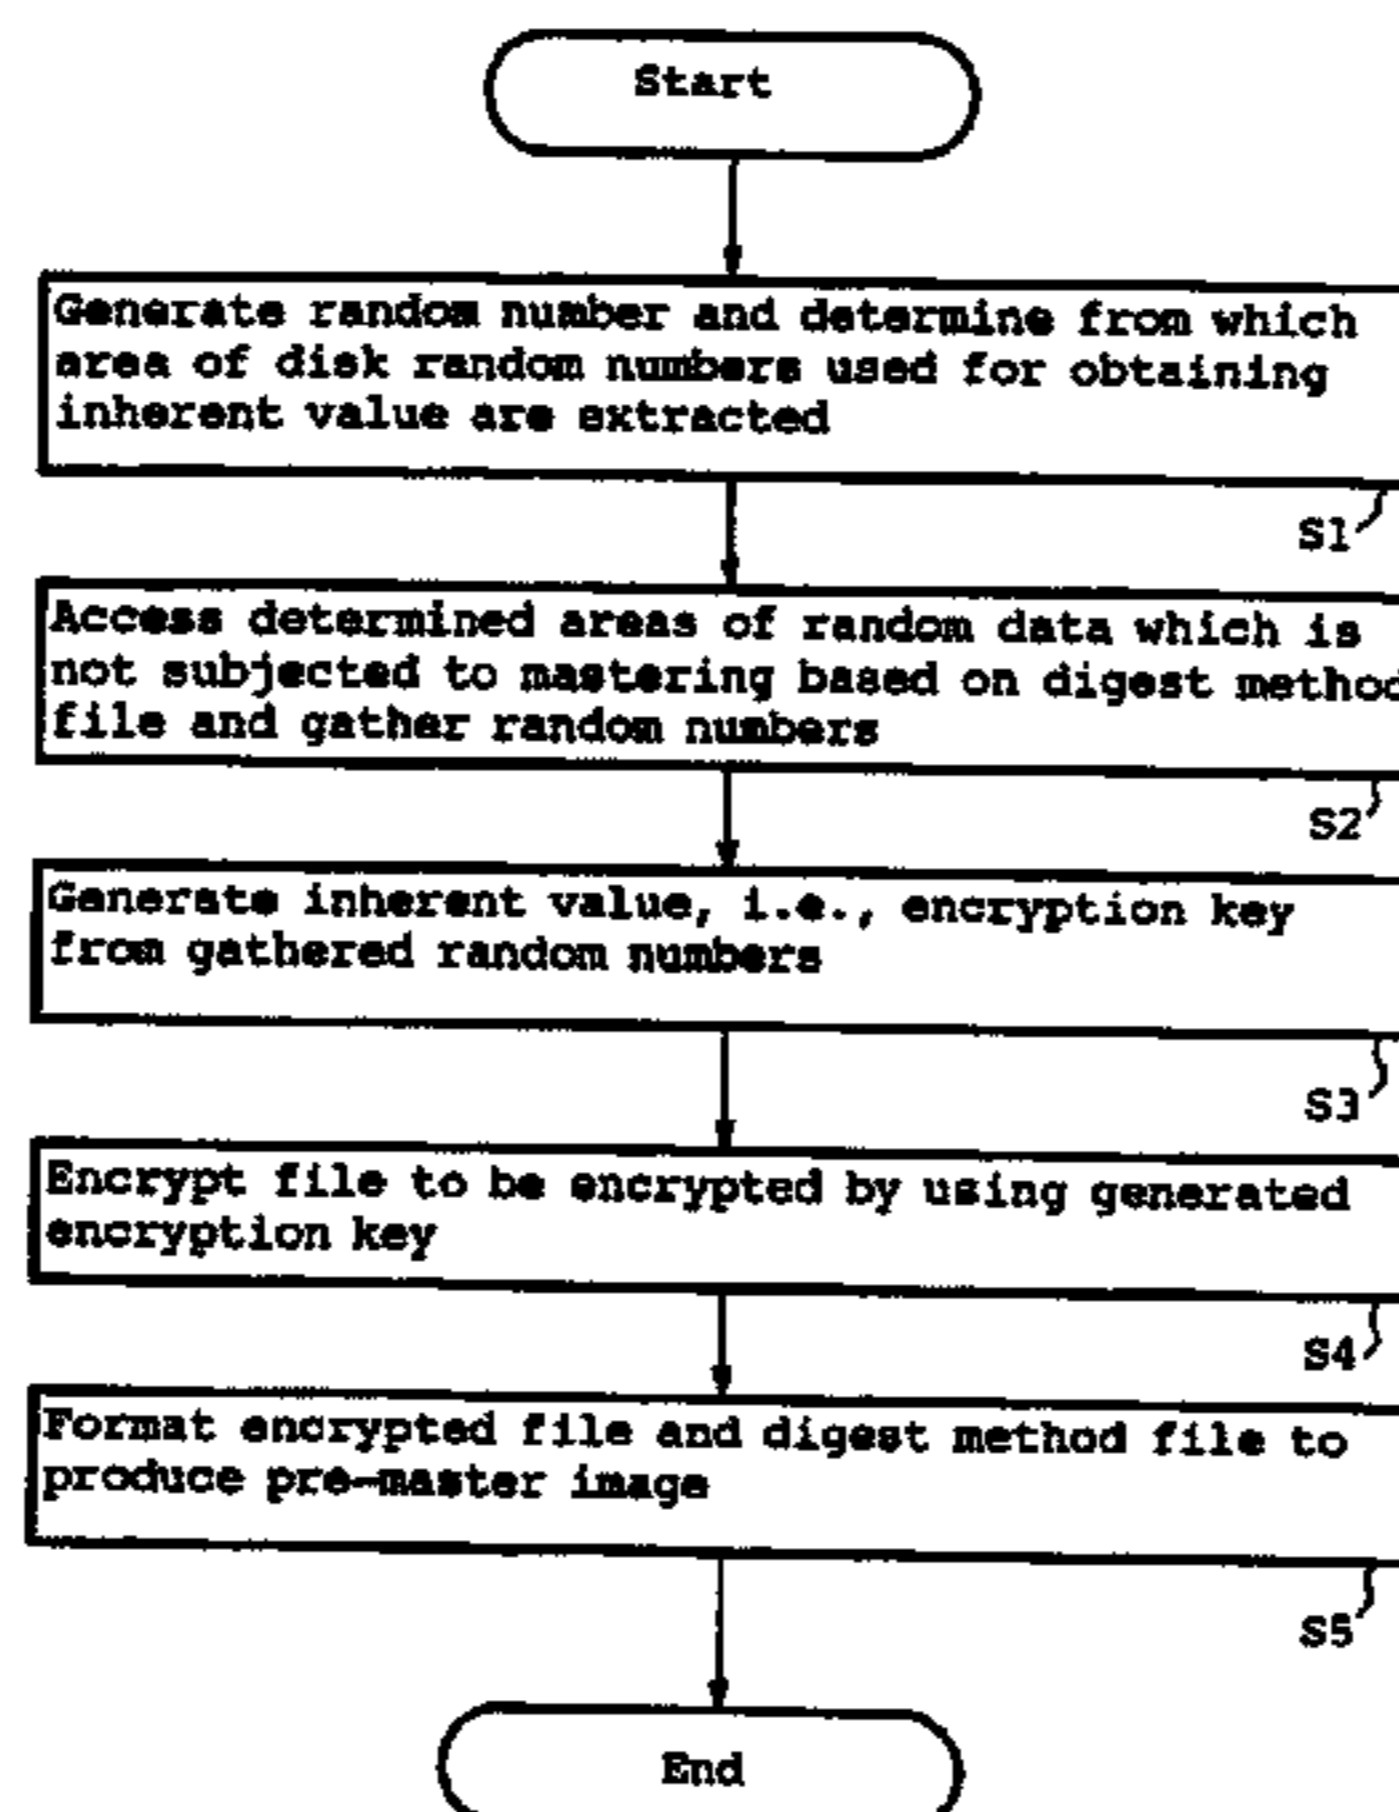 Start
Generate random number and determine from which
area of disk random numbers used for obtaining
inherent value are extracted
S1
Access determined areas of random data which is
not subjected to mastering based on digest method
file and gather random numbers
S2
Generate inherent value, i.e., encryption key
from gathered random numbers
S3
Encrypt file to be encrypted by using generated
encryption key
S4
Format encrypted file and digest method file to
produce pre-master image
S5
End